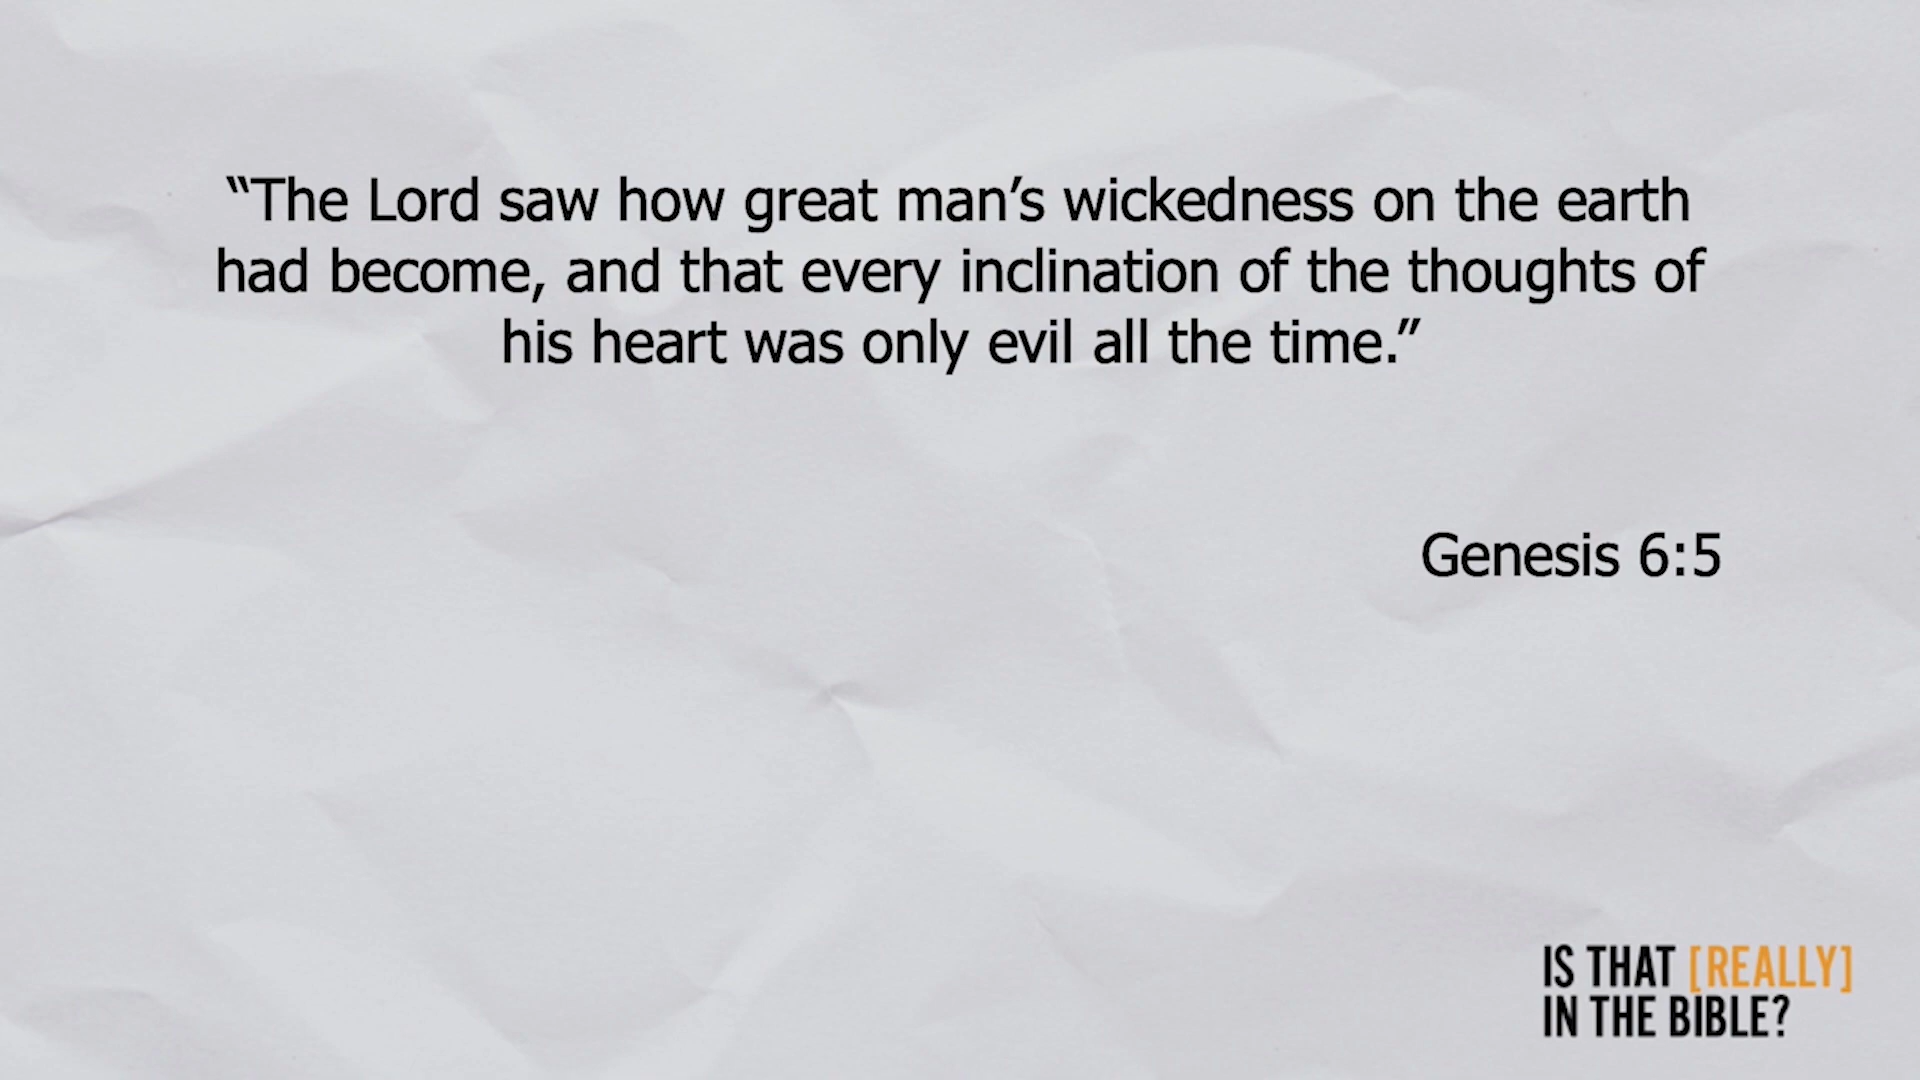 “The Lord saw how great man’s wickedness on the earth
had become, and that every inclination of the thoughts of
his heart was only evil all the time.”
Genesis 6:5
IS THAT [REALLY]
IN THE BIBLE?